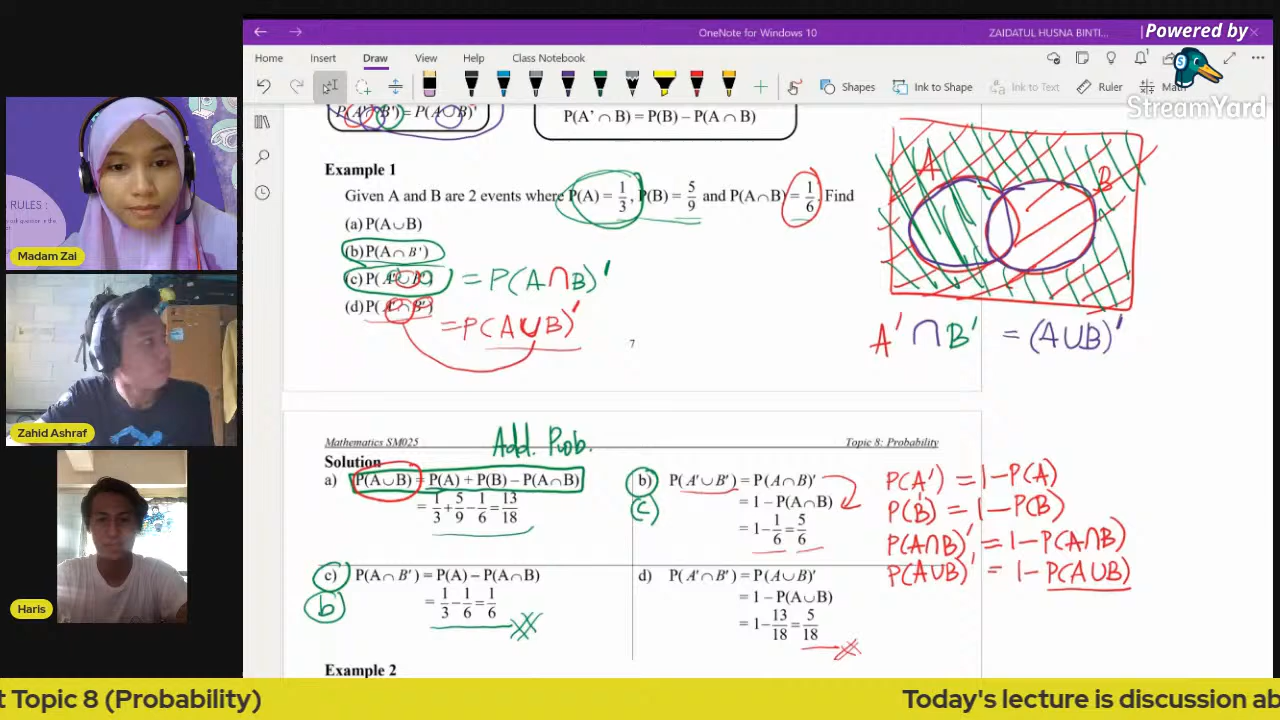 OneNote for Windows 10
ZAIDATUL HUSNA BINTI...
Powered by
StreamYard
Home Insert Draw View Help Class Notebook
Shapes Ink to Shape Ink to Text Ruler Math
P(A'∩B') = P(A∪B)'
P(A' ∩ B) = P(B) – P(A ∩ B)
Example 1
Given A and B are 2 events where P(A) = 1/3, P(B) = 5/9 and P(A∩B) = 1/6. Find
(a) P(A∪B)
(b) P(A∩B')
(c) P(A'∪B') = P(A∩B)'
(d) P(A'∩B') = P(A∪B)'
7
A
B
A' ∩ B' = (A∪B)'
Mathematics SM025
Add. Prob.
Topic 8: Probability
Solution
a) P(A∪B) = P(A) + P(B) – P(A∩B)
= 1/3 + 5/9 – 1/6 = 13/18
b) P(A'∪B') = P(A∩B)'
c
= 1 – P(A∩B)
= 1 – 1/6 = 5/6
P(A') = 1 – P(A)
P(B) = 1 – P(B)
P(A∩B)' = 1 – P(A∩B)
P(A∪B)' = 1 – P(A∪B)
c) P(A∩B') = P(A) – P(A∩B)
b
= 1/3 – 1/6 = 1/6
d) P(A'∩B') = P(A∪B)'
= 1 – P(A∪B)
= 1 – 13/18 = 5/18
Example 2
RULES :
Madam Zai
Zahid Ashraf
Haris
t Topic 8 (Probability)
Today's lecture is discussion ab